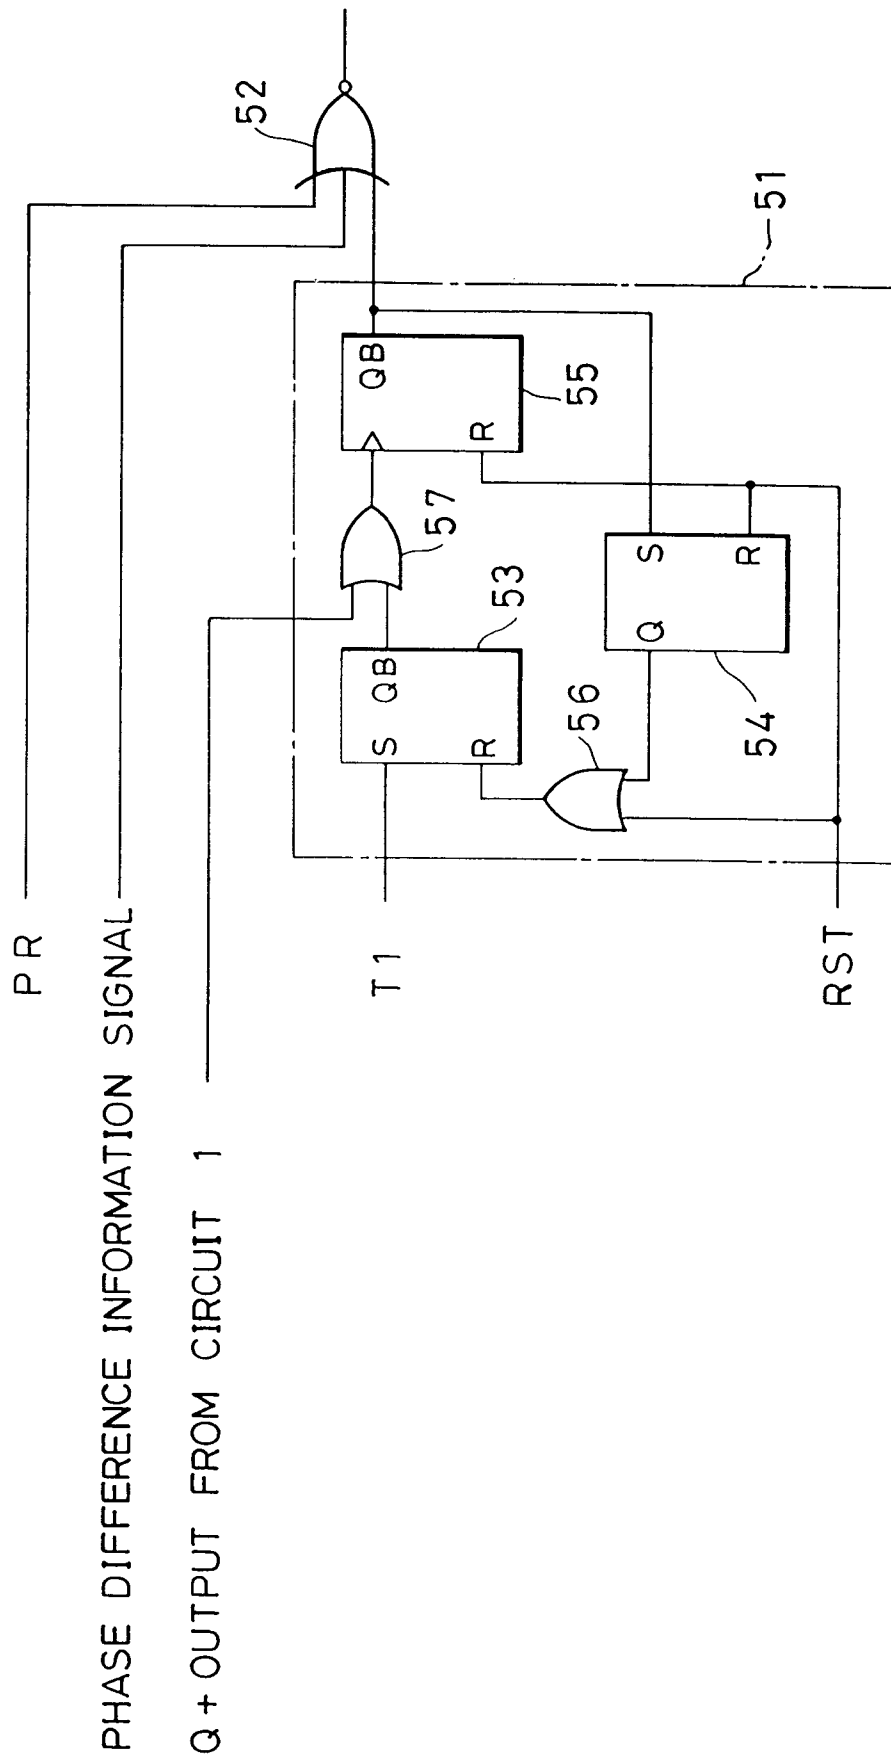 PR
PHASE DIFFERENCE INFORMATION SIGNAL
Q + OUTPUT FROM CIRCUIT 1
T1
RST
52
51
57
55
53
56
54
S
QB
R
QB
R
Q
S
R